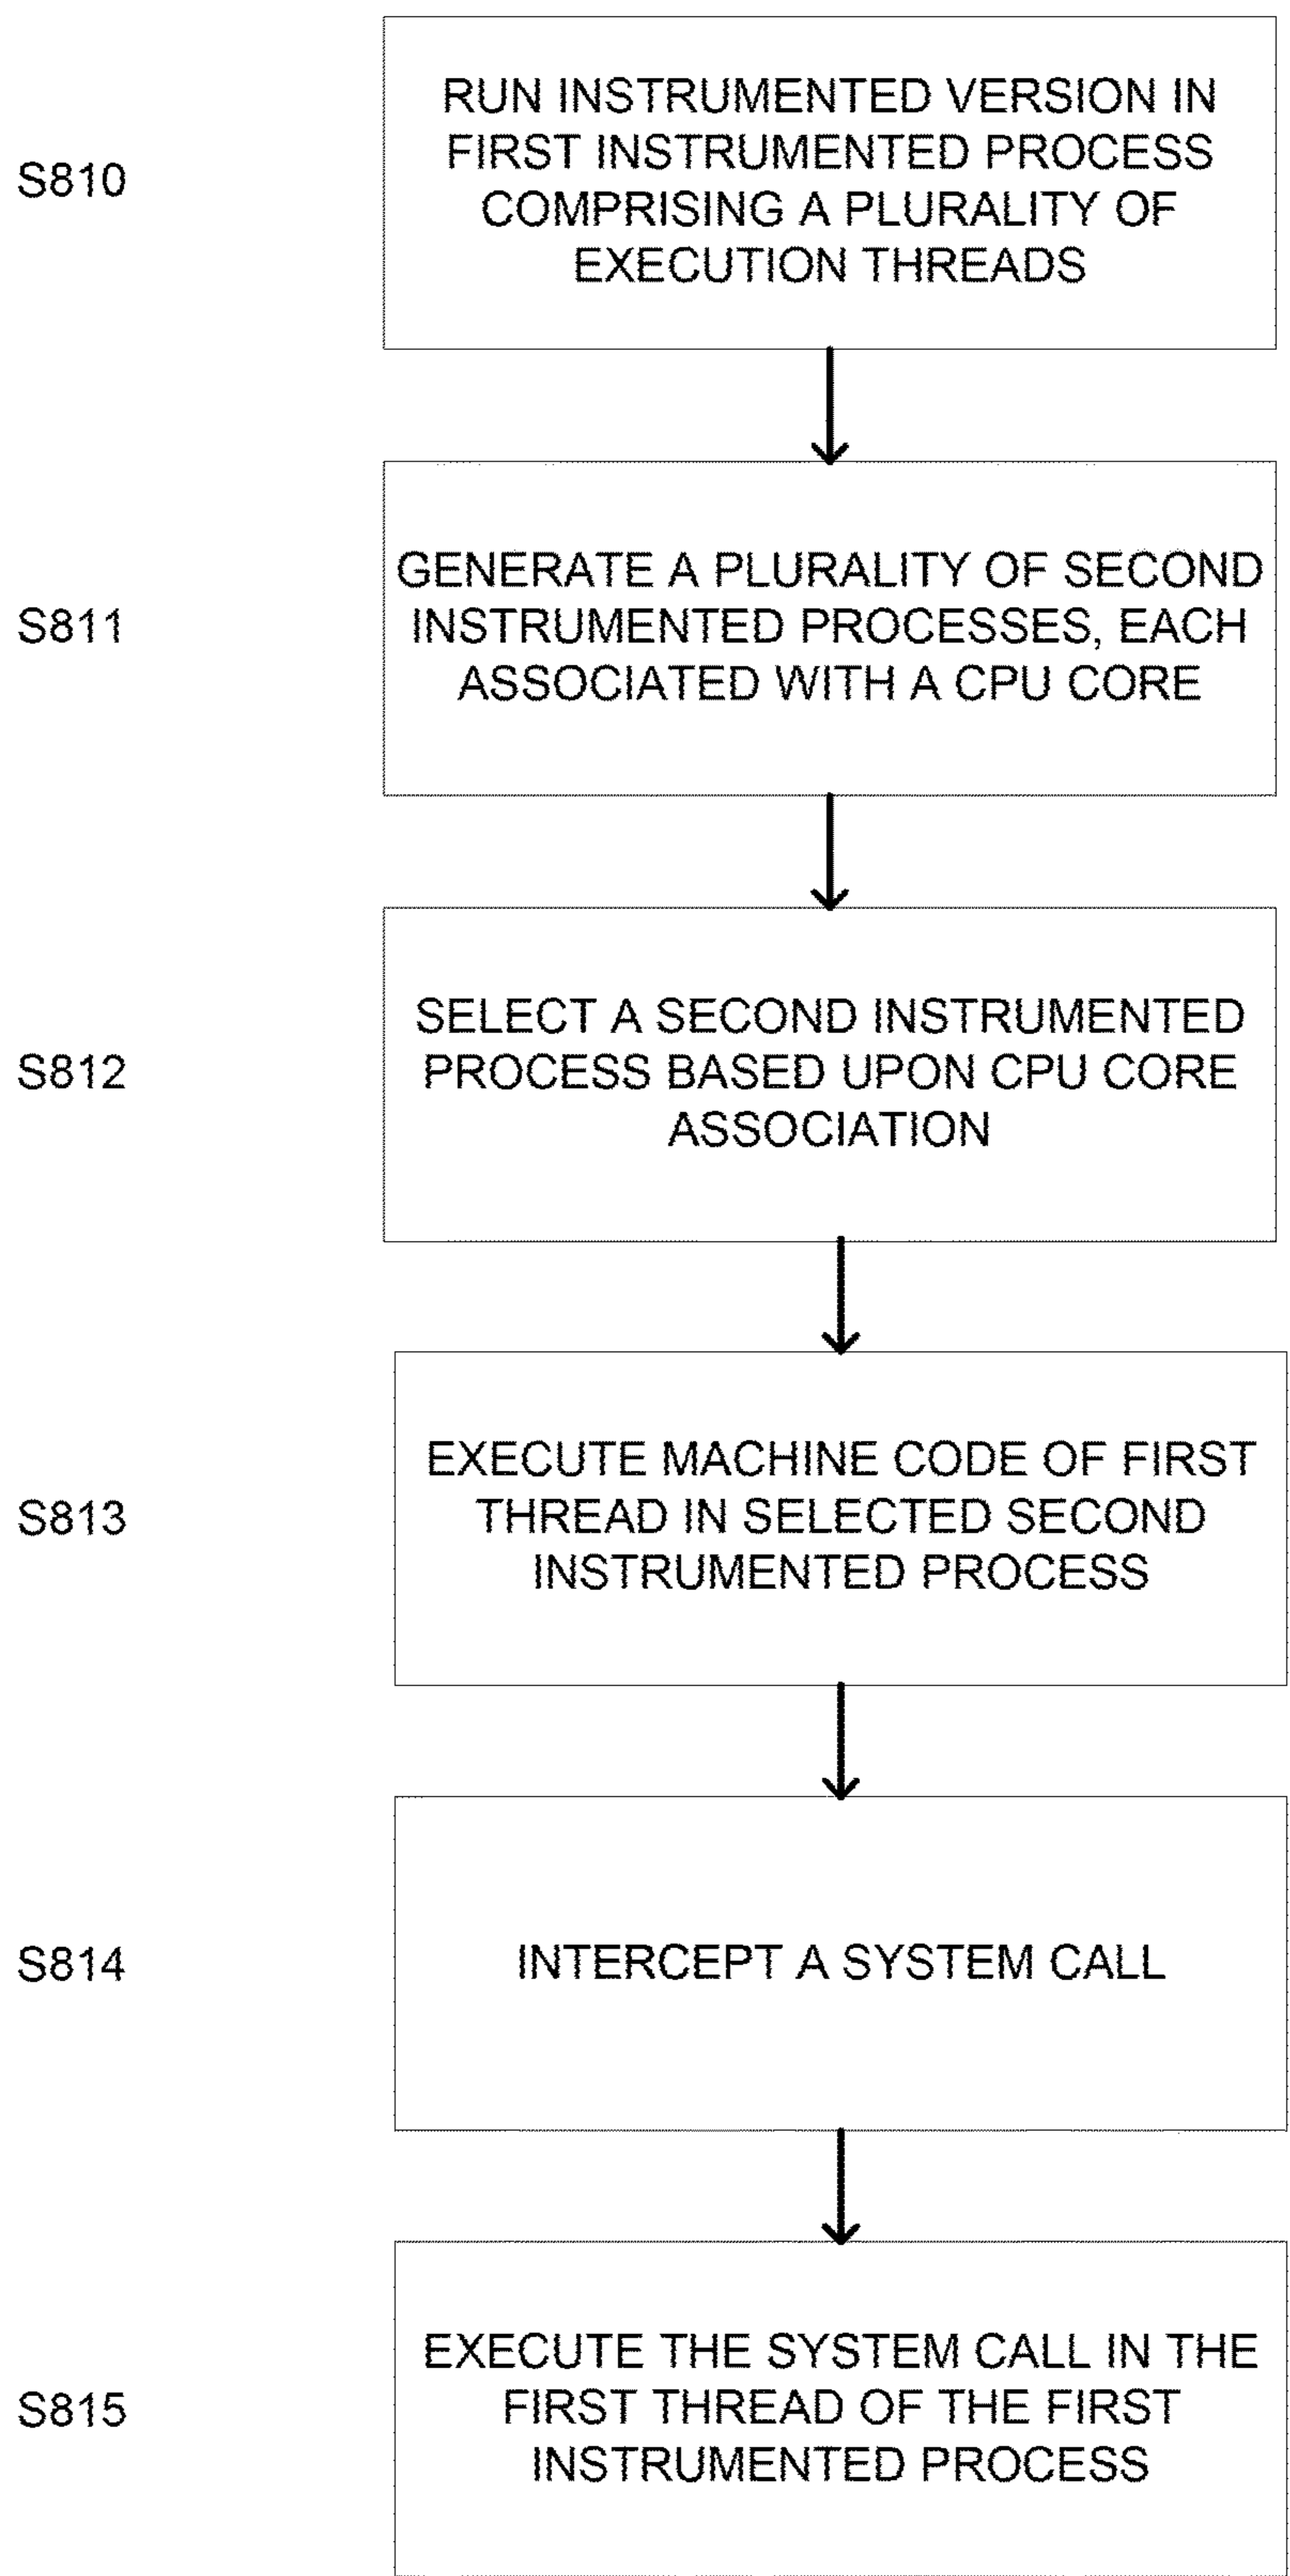 S810
RUN INSTRUMENTED VERSION IN
FIRST INSTRUMENTED PROCESS
COMPRISING A PLURALITY OF
EXECUTION THREADS
S811
GENERATE A PLURALITY OF SECOND
INSTRUMENTED PROCESSES, EACH
ASSOCIATED WITH A CPU CORE
S812
SELECT A SECOND INSTRUMENTED
PROCESS BASED UPON CPU CORE
ASSOCIATION
S813
EXECUTE MACHINE CODE OF FIRST
THREAD IN SELECTED SECOND
INSTRUMENTED PROCESS
S814
INTERCEPT A SYSTEM CALL
S815
EXECUTE THE SYSTEM CALL IN THE
FIRST THREAD OF THE FIRST
INSTRUMENTED PROCESS